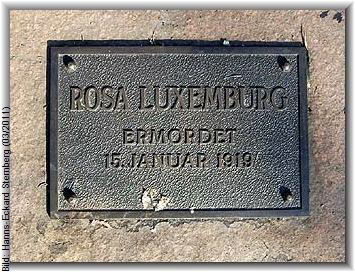 ROSA LUXEMBURG
ERMORDET
15. JANUAR 1919
Bild: Hanns-Eckard Sternberg (03/2011)